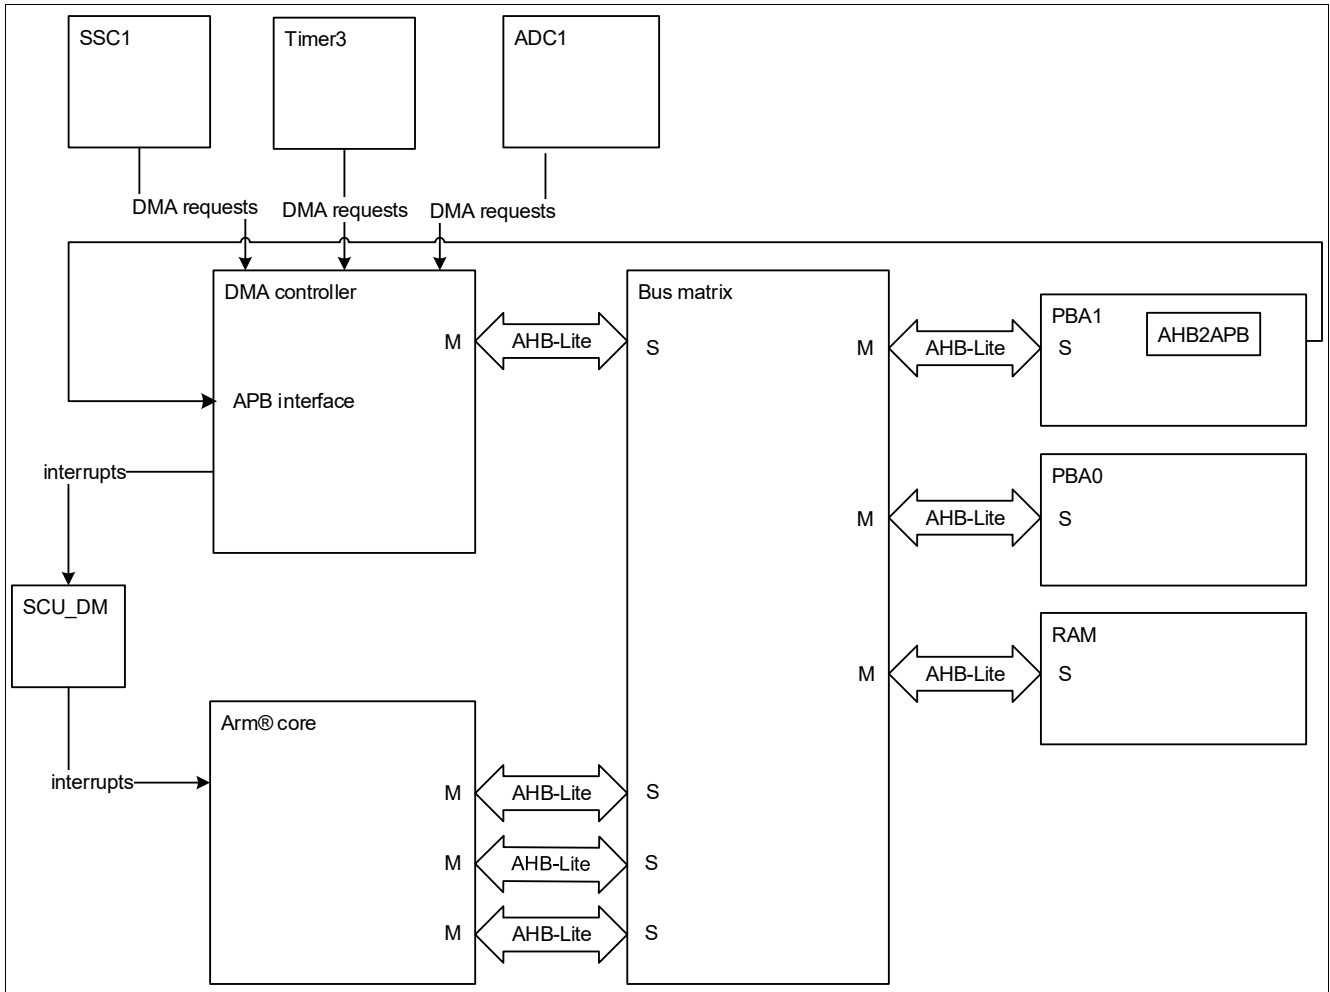 SSC1
Timer3
ADC1
DMA requests
DMA requests
DMA requests
DMA controller
M
APB interface
AHB-Lite
Bus matrix
S
M
AHB-Lite
PBA1
S
AHB2APB
interrupts
M
AHB-Lite
PBA0
S
SCU_DM
M
AHB-Lite
RAM
S
interrupts
Arm® core
M
AHB-Lite
S
M
AHB-Lite
S
M
AHB-Lite
S